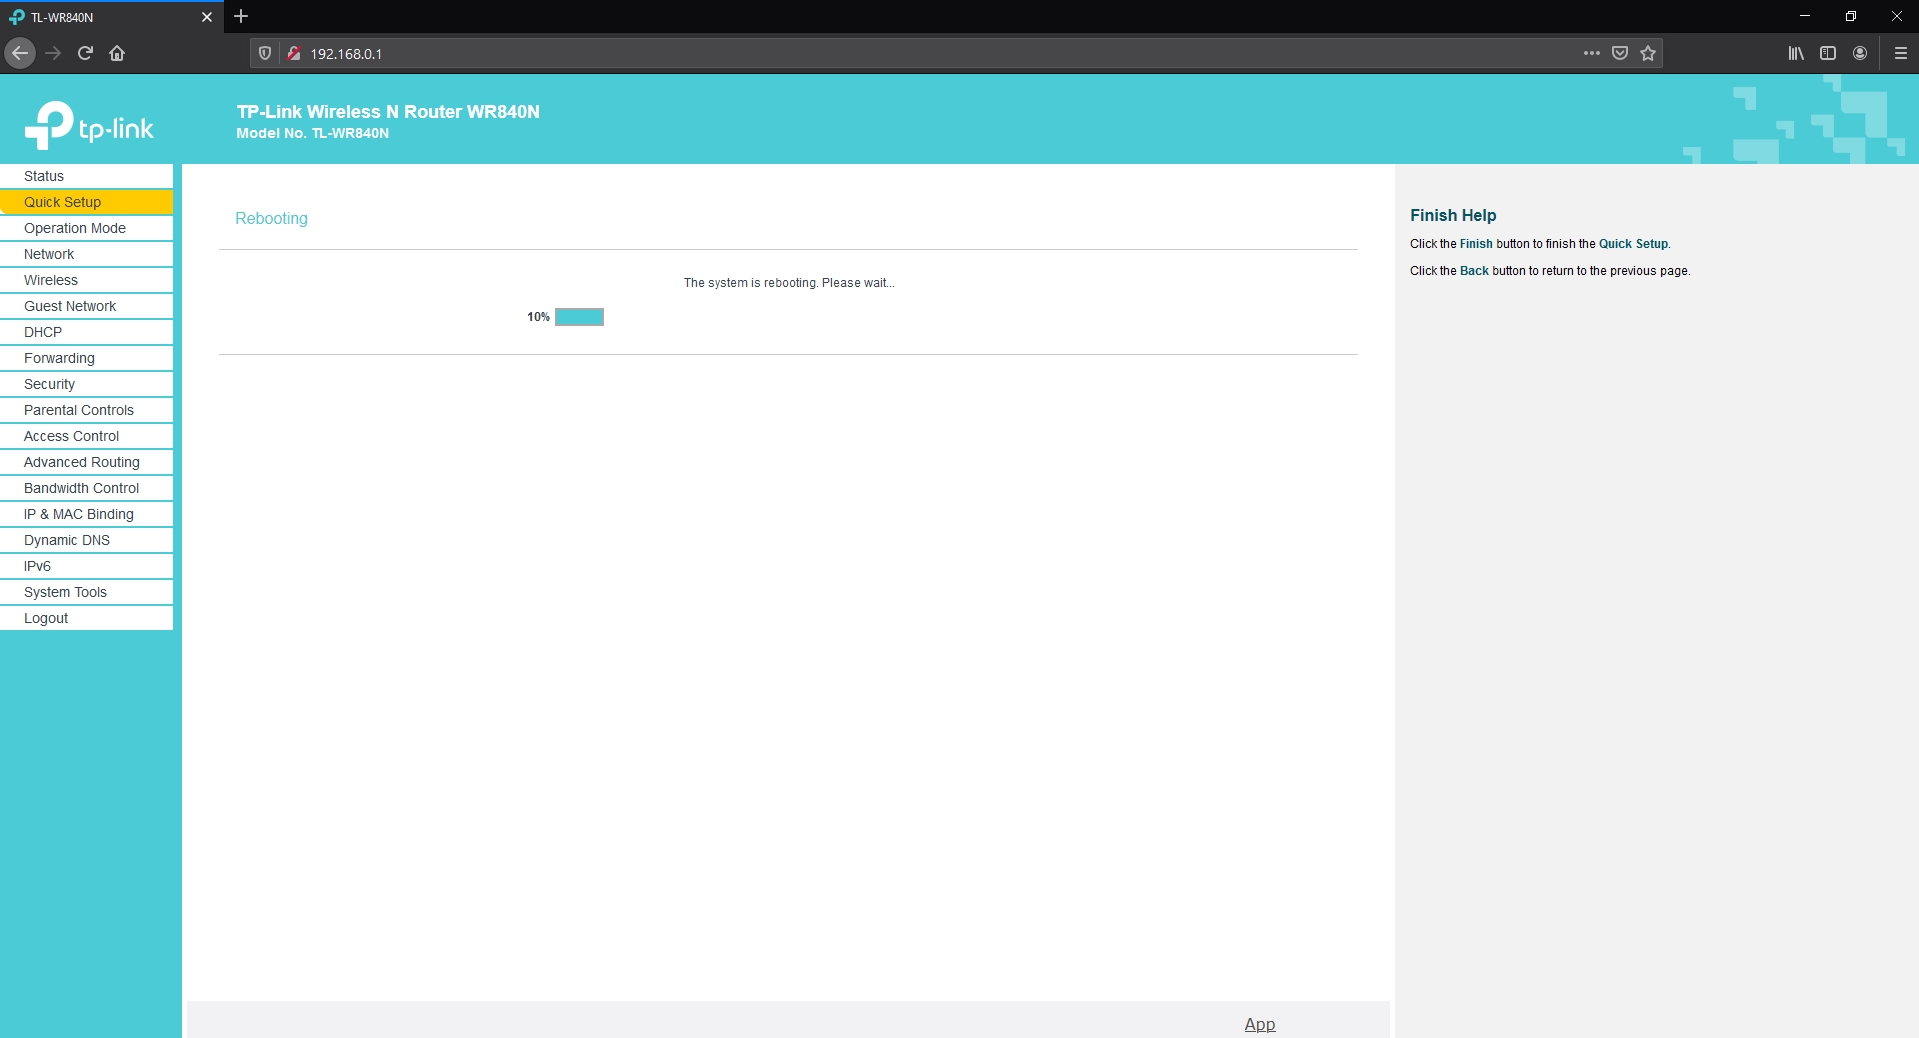 TL-WR840N
192.168.0.1
tp-link
TP-Link Wireless N Router WR840N
Model No. TL-WR840N
Status
Quick Setup
Operation Mode
Network
Wireless
Guest Network
DHCP
Forwarding
Security
Parental Controls
Access Control
Advanced Routing
Bandwidth Control
IP & MAC Binding
Dynamic DNS
IPv6
System Tools
Logout
Rebooting
The system is rebooting. Please wait...
10%
Finish Help
Click the Finish button to finish the Quick Setup.
Click the Back button to return to the previous page.
App